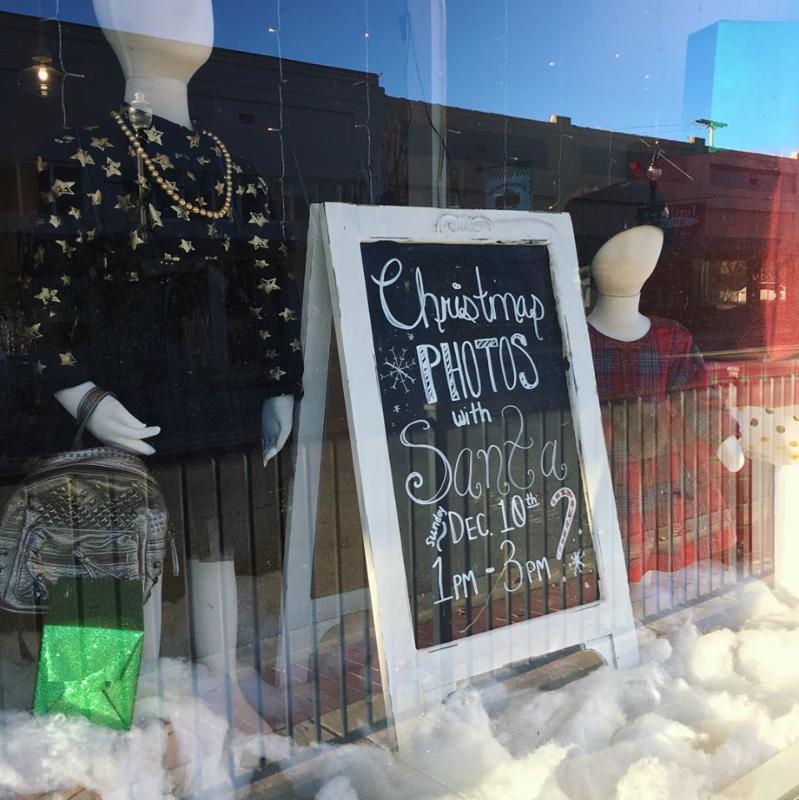 Christmas
PHOTOS
with
Santa
Sunday
DEC. 10th
1PM - 3PM